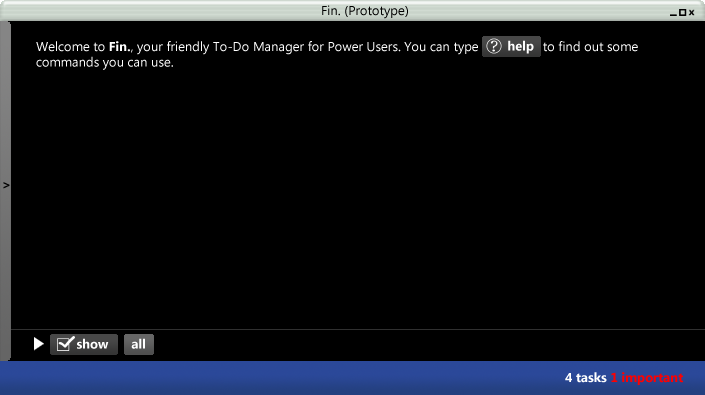 Fin. (Prototype)
Welcome to Fin., your friendly To-Do Manager for Power Users. You can type help to find out some
commands you can use.
>
show all
4 tasks 1 important